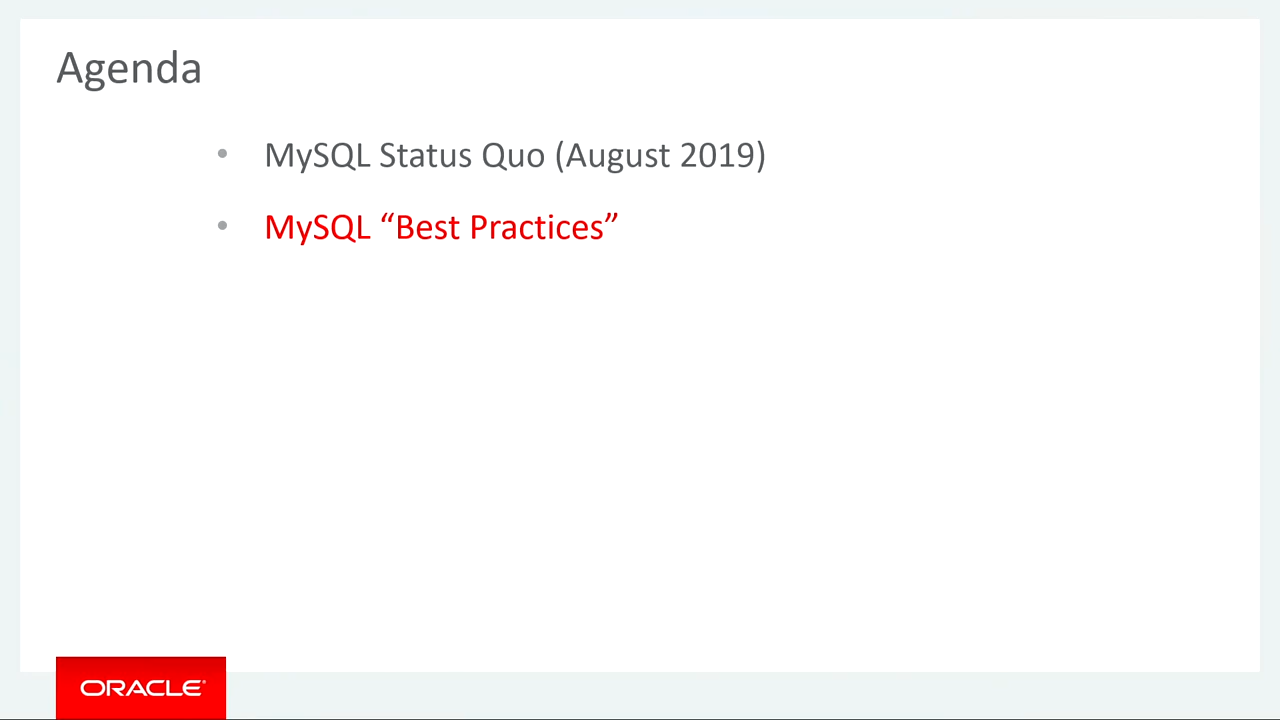 Agenda
• MySQL Status Quo (August 2019)
• MySQL “Best Practices”
ORACLE®